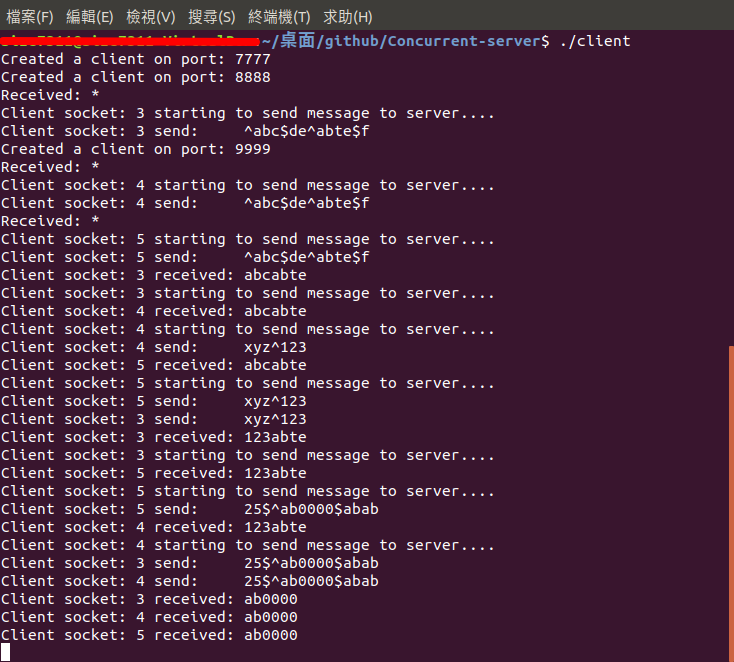 檔案(F) 編輯(E) 檢視(V) 搜尋(S) 終端機(T) 求助(H)
:~/桌面/github/Concurrent-server$ ./client
Created a client on port: 7777
Created a client on port: 8888
Received: *
Client socket: 3 starting to send message to server....
Client socket: 3 send:     ^abc$de^abte$f
Created a client on port: 9999
Received: *
Client socket: 4 starting to send message to server....
Client socket: 4 send:     ^abc$de^abte$f
Received: *
Client socket: 5 starting to send message to server....
Client socket: 5 send:     ^abc$de^abte$f
Client socket: 3 received: abcabte
Client socket: 3 starting to send message to server....
Client socket: 4 received: abcabte
Client socket: 4 starting to send message to server....
Client socket: 4 send:     xyz^123
Client socket: 5 received: abcabte
Client socket: 5 starting to send message to server....
Client socket: 5 send:     xyz^123
Client socket: 3 send:     xyz^123
Client socket: 3 received: 123abte
Client socket: 3 starting to send message to server....
Client socket: 5 received: 123abte
Client socket: 5 starting to send message to server....
Client socket: 5 send:     25$^ab0000$abab
Client socket: 4 received: 123abte
Client socket: 4 starting to send message to server....
Client socket: 3 send:     25$^ab0000$abab
Client socket: 4 send:     25$^ab0000$abab
Client socket: 3 received: ab0000
Client socket: 4 received: ab0000
Client socket: 5 received: ab0000